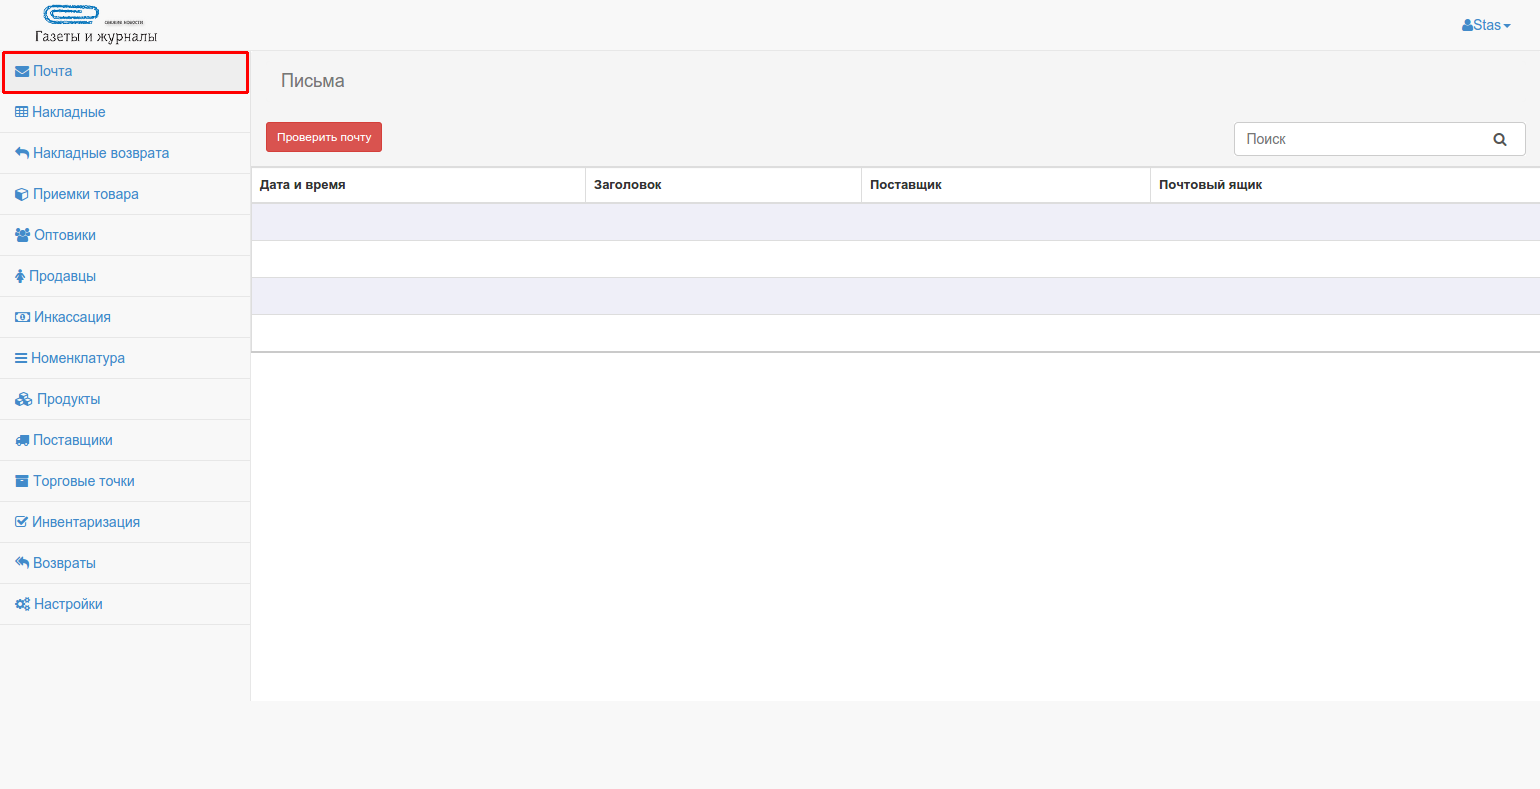 свежие новости
Газеты и журналы
Stas
Почта
Накладные
Накладные возврата
Приемки товара
Оптовики
Продавцы
Инкассация
Номенклатура
Продукты
Поставщики
Торговые точки
Инвентаризация
Возвраты
Настройки
Письма
Проверить почту
Поиск
Дата и время
Заголовок
Поставщик
Почтовый ящик